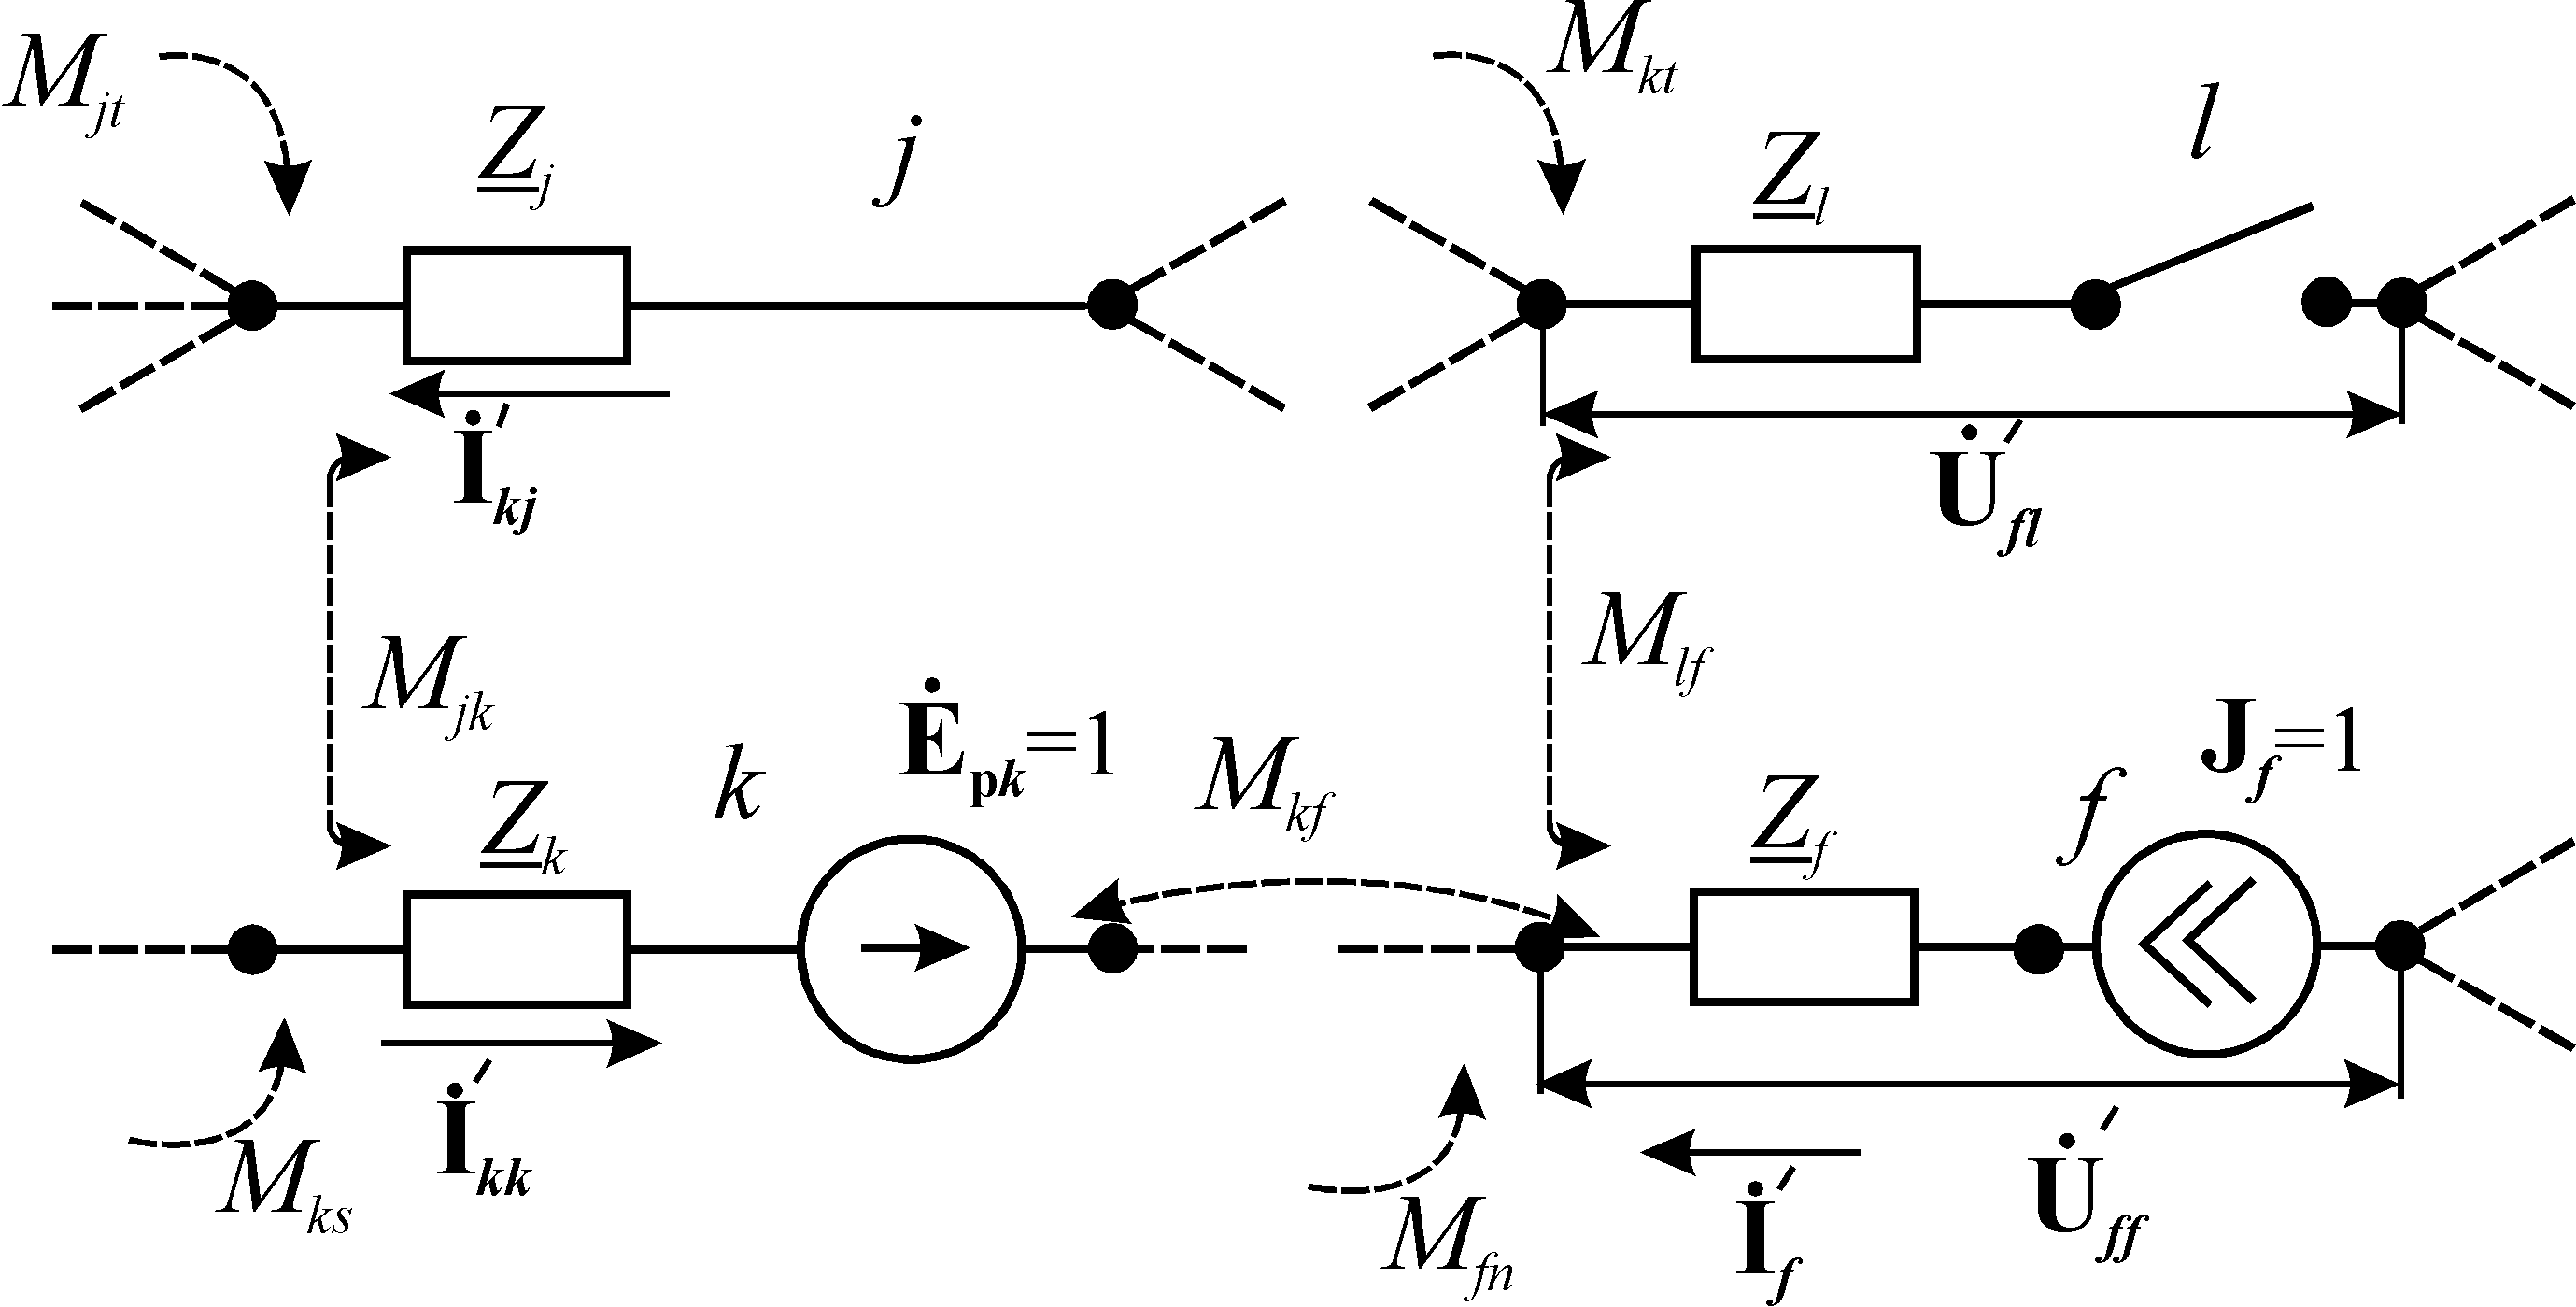 M_jt
Z_j
j
M_kt
Z_l
l
İ′_kj
U̇′_fl
M_jk
M_lf
Z_k
k
Ė_pk=1
M_kf
Z_f
f
J_f=1
M_ks
İ′_kk
M_fn
İ′_f
U̇′_ff